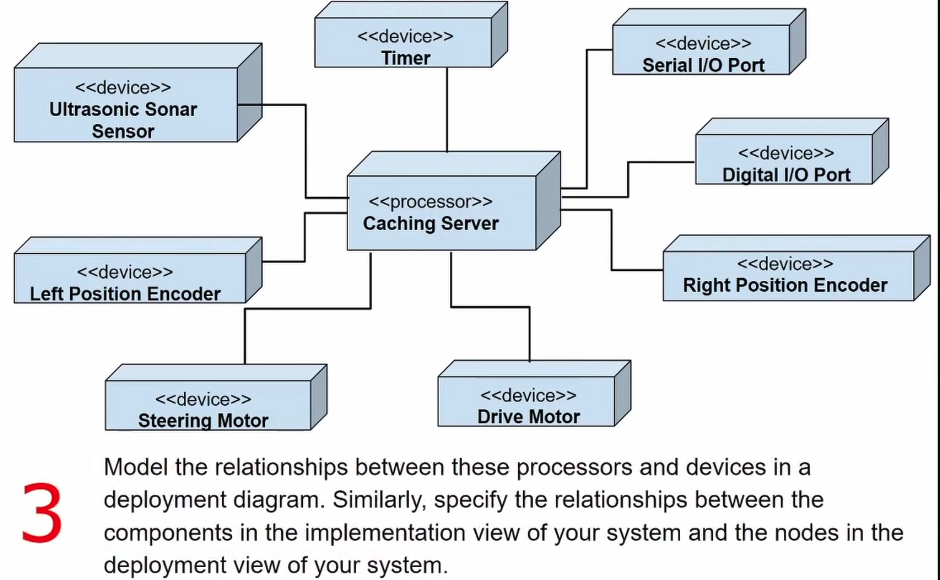 <<device>>
Timer
<<device>>
Serial I/O Port
<<device>>
Ultrasonic Sonar
Sensor
<<device>>
Digital I/O Port
<<processor>>
Caching Server
<<device>>
Left Position Encoder
<<device>>
Right Position Encoder
<<device>>
Steering Motor
<<device>>
Drive Motor
3
Model the relationships between these processors and devices in a
deployment diagram. Similarly, specify the relationships between the
components in the implementation view of your system and the nodes in the
deployment view of your system.